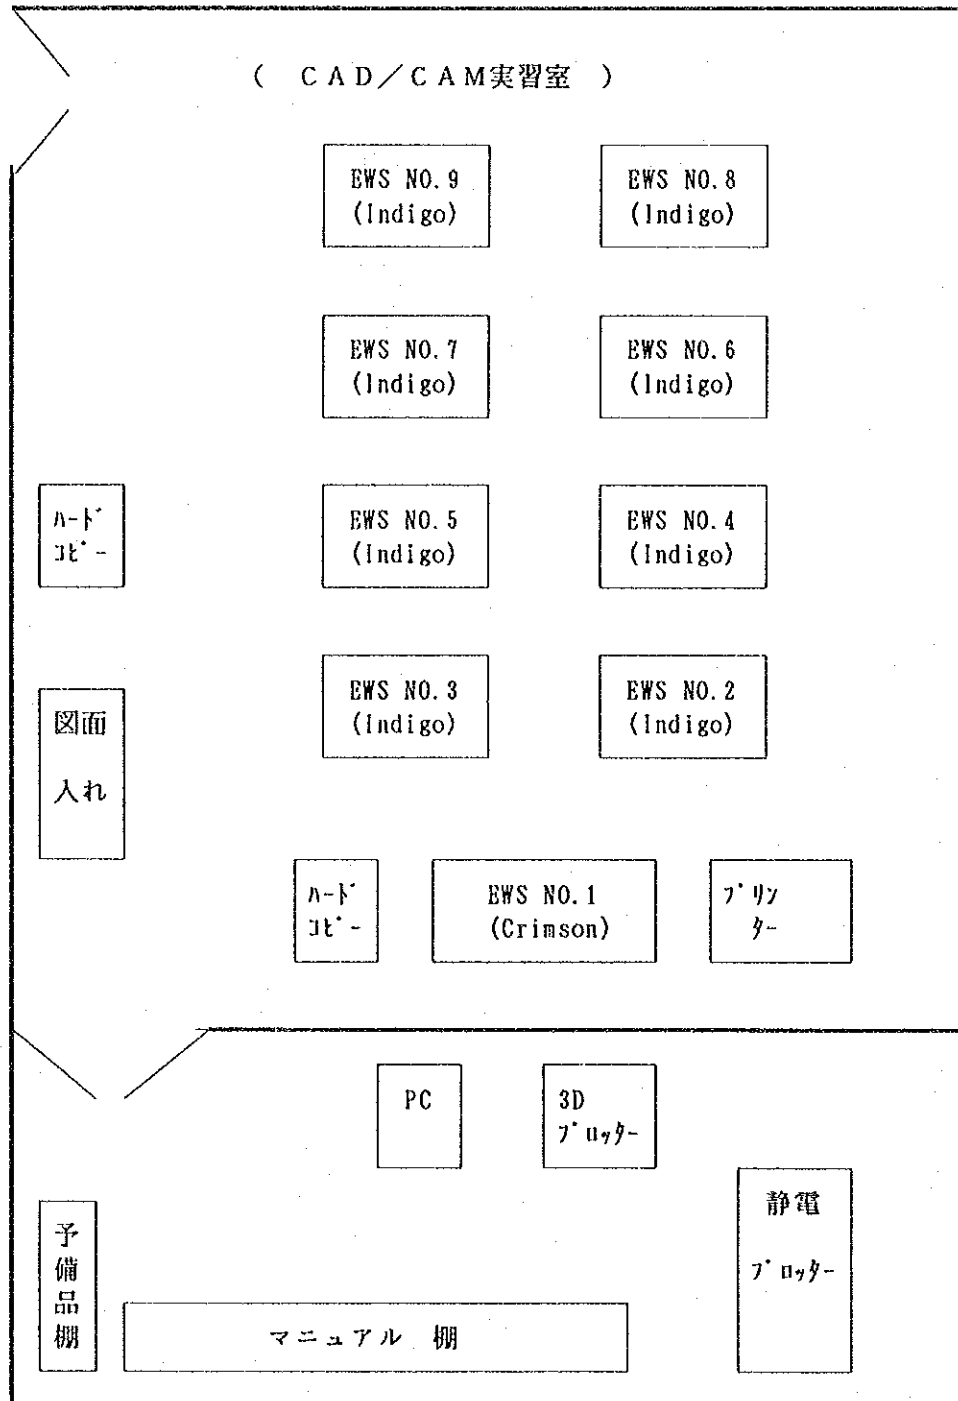 ( CAD／CAM実習室 )
EWS NO.9
(Indigo)
EWS NO.8
(Indigo)
EWS NO.7
(Indigo)
EWS NO.6
(Indigo)
ﾊｰﾄﾞ
ｺﾋﾟｰ
EWS NO.5
(Indigo)
EWS NO.4
(Indigo)
EWS NO.3
(Indigo)
EWS NO.2
(Indigo)
図面
入れ
ﾊｰﾄﾞ
ｺﾋﾟｰ
EWS NO.1
(Crimson)
ﾌﾟﾘﾝ
ﾀｰ
PC
3D
ﾌﾟﾛｯﾀｰ
静電
ﾌﾟﾛｯﾀｰ
予
備
品
棚
マニュアル 棚